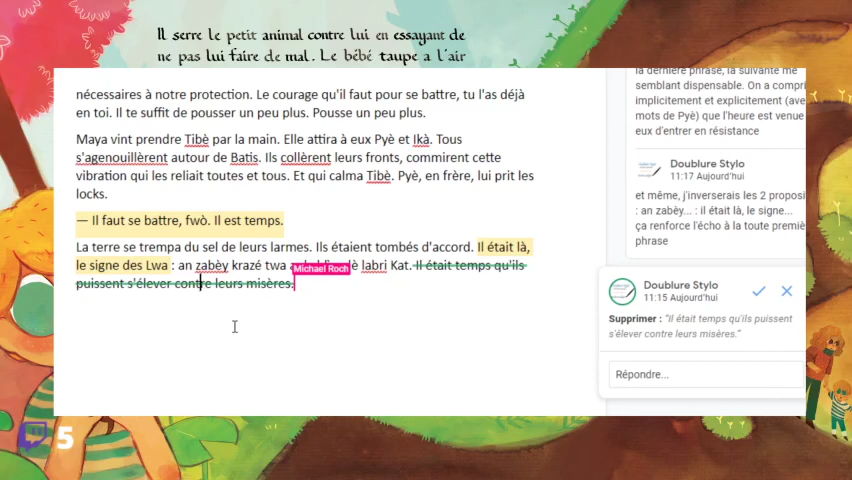 Il serre le petit animal contre lui en essayant de
ne pas lui faire de mal. Le bébé taupe a l'air
nécessaires à notre protection. Le courage qu'il faut pour se battre, tu l'as déjà
en toi. Il te suffit de pousser un peu plus. Pousse un peu plus.
Maya vint prendre Tibè par la main. Elle attira à eux Pyè et Ikà. Tous
s'agenouillèrent autour de Batis. Ils collèrent leurs fronts, commirent cette
vibration qui les reliait toutes et tous. Et qui calma Tibè. Pyè, en frère, lui prit les
locks.
— Il faut se battre, fwò. Il est temps.
La terre se trempa du sel de leurs larmes. Ils étaient tombés d'accord. Il était là,
le signe des Lwa : an zabèy krazé twa labri Kat. Il était temps qu'ils
Michael Roch
puissent s'élever contre leurs misères.
la dernière phrase, la suivante me
semblant dispensable. On a compri
implicitement et explicitement (ave
mots de Pyè) que l'heure est venue
eux d'entrer en résistance
Doublure Stylo
11:17 Aujourd'hui
et même, j'inverserais les 2 proposi
: an zabèy... : il était là, le signe...
ça renforce l'écho à la toute premiè
phrase
Doublure Stylo
11:15 Aujourd'hui
Supprimer : "Il était temps qu'ils puissent
s'élever contre leurs misères."
Répondre...
5